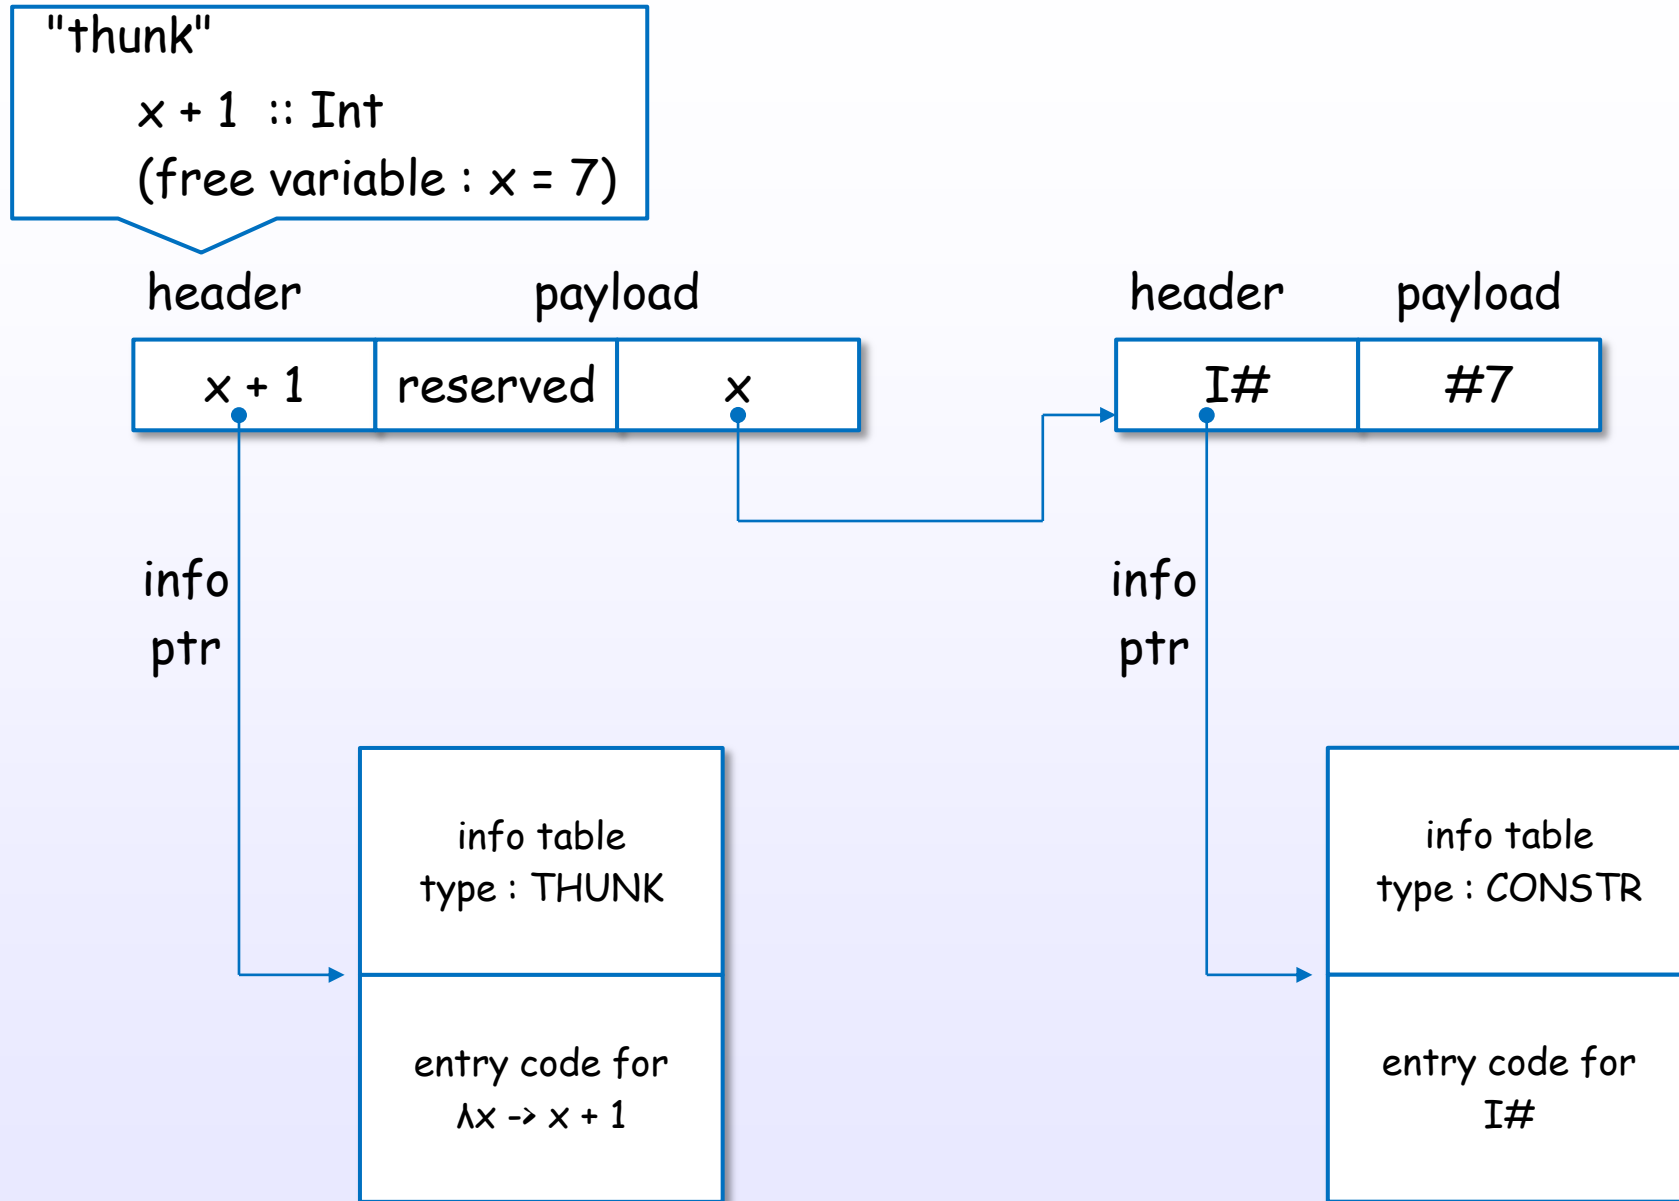 "thunk"
x + 1 :: Int
(free variable : x = 7)
header payload
x + 1 reserved x
header payload
I# #7
info
ptr
info
ptr
info table
type : THUNK
entry code for
λx -> x + 1
info table
type : CONSTR
entry code for
I#